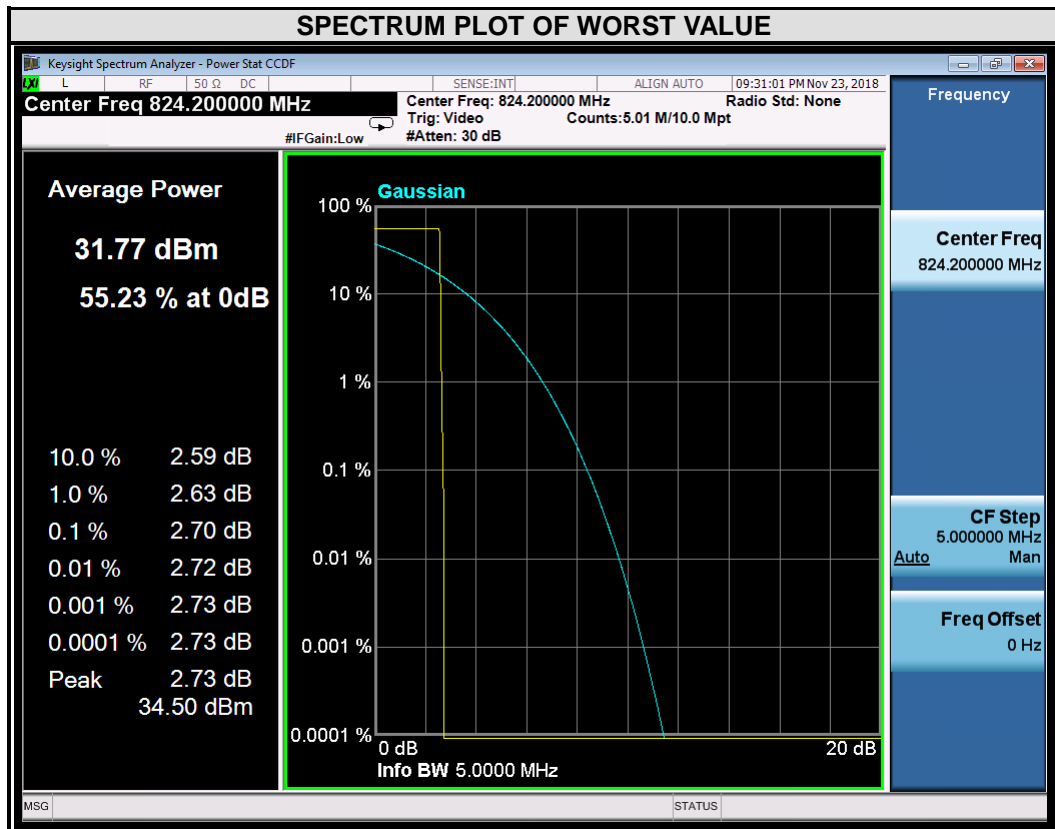 SPECTRUM PLOT OF WORST VALUE
Keysight Spectrum Analyzer - Power Stat CCDF
LXI L RF 50 Ω DC SENSE:INT ALIGN AUTO 09:31:01 PM Nov 23, 2018
Center Freq 824.200000 MHz
Center Freq: 824.200000 MHz Radio Std: None
Trig: Video Counts:5.01 M/10.0 Mpt
#IFGain:Low #Atten: 30 dB
Frequency
Average Power
31.77 dBm
55.23 % at 0dB
10.0 % 2.59 dB
1.0 % 2.63 dB
0.1 % 2.70 dB
0.01 % 2.72 dB
0.001 % 2.73 dB
0.0001 % 2.73 dB
Peak 2.73 dB
34.50 dBm
Gaussian
100 %
10 %
1 %
0.1 %
0.01 %
0.001 %
0.0001 %
0 dB 20 dB
Info BW 5.0000 MHz
Center Freq
824.200000 MHz
CF Step
5.000000 MHz
Auto Man
Freq Offset
0 Hz
MSG STATUS